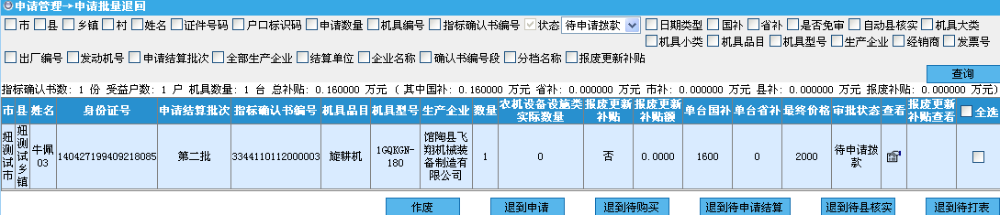 申请管理→申请批量退回
市 县 乡镇 村 姓名 证件号码 户口标识码 申请数量 机具编号 指标确认书编号 状态 待申请拨款 日期类型 国补 省补 是否免审 自动县核实 机具大类
机具小类 机具品目 机具型号 生产企业 经销商 发票号
出厂编号 发动机号 申请结算批次 全部生产企业 结算单位 企业名称 确认书编号段 分档名称 报废更新补贴
查询
指标确认书数: 1 份 受益户数: 1 户 机具数量: 1 台 总补贴: 0.160000 万元 ( 其中国补: 0.160000 万元 省补: 0.000000 万元 市补: 0.000000 万元 县补: 0.000000 万元 报废补贴: 0.000000 万元)
市 县 姓名 身份证号 申请结算批次 指标确认书编号 机具品目 机具型号 生产企业 数量 农机设备设施类实际数量 报废更新补贴 报废更新补贴额 单台国补 单台省补 最终价格 审批状态 查看 报废更新补贴查看 全选
妞测试市 妞测试乡镇 牛佩03 140427199409218085 第二批 3344110112000003 旋耕机 1GQKGN-180 馆陶县飞翔机械装备制造有限公司 1 0 否 0.0000 1600 0 2000 待申请拨款
作废 退到申请 退到待购买 退到待申请结算 退到待县核实 退到待打表